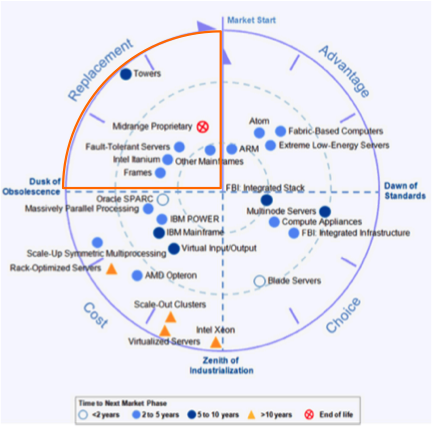 Market Start
Replacement
Advantage
Towers
Midrange Proprietary
Atom
Fabric-Based Computers
Fault-Tolerant Servers
ARM
Extreme Low-Energy Servers
Intel Itanium
Other Mainframes
Frames
Dusk of
Obsolescence
FBI: Integrated Stack
Dawn of
Standards
Oracle SPARC
Massively Parallel Processing
Multinode Servers
IBM POWER
Compute Appliances
IBM Mainframe
FBI: Integrated Infrastructure
Virtual Input/Output
Scale-Up Symmetric Multiprocessing
Rack-Optimized Servers
AMD Opteron
Blade Servers
Scale-Out Clusters
Cost
Choice
Intel Xeon
Virtualized Servers
Zenith of
Industrialization
Time to Next Market Phase
<2 years
2 to 5 years
5 to 10 years
>10 years
End of life